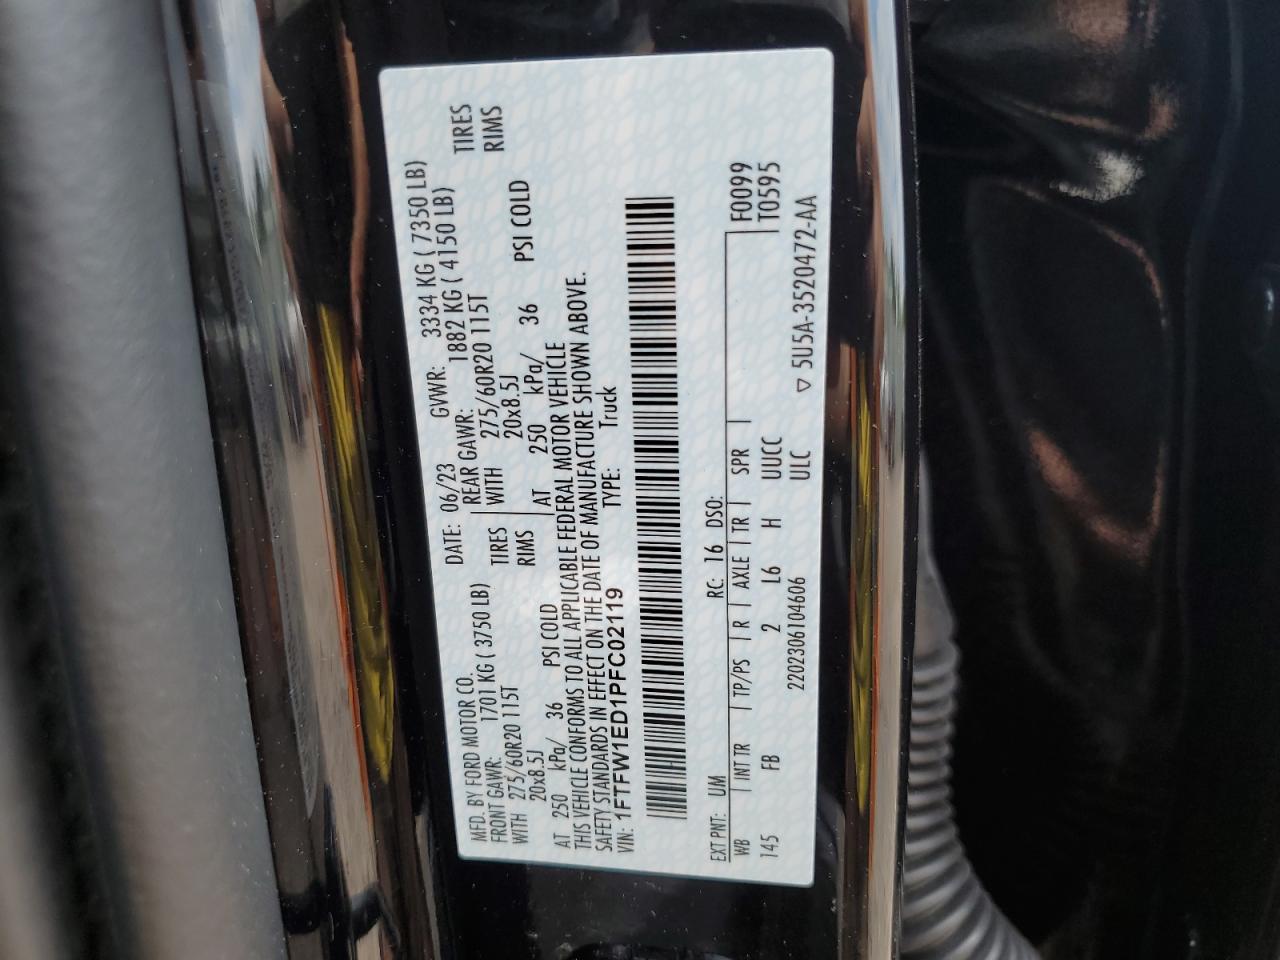 MFD. BY FORD MOTOR CO. DATE: 06/23 GVWR: 3334 KG ( 7350 LB)
FRONT GAWR: 1701 KG ( 3750 LB) REAR GAWR: 1882 KG ( 4150 LB)
WITH 275/60R20 115T TIRES WITH 275/60R20 115T TIRES
20x8.5J RIMS 20x8.5J RIMS
AT 250 kPa/ 36 PSI COLD AT 250 kPa/ 36 PSI COLD
THIS VEHICLE CONFORMS TO ALL APPLICABLE FEDERAL MOTOR VEHICLE
SAFETY STANDARDS IN EFFECT ON THE DATE OF MANUFACTURE SHOWN ABOVE.
VIN: 1FTFW1ED1PFC02119 TYPE: Truck
EXT PNT: UM RC: 16 DSO: F0099
WB INT TR TP/PS R AXLE TR SPR T0595
145 FB 2 L6 H UUCC
2202306104606 ULC ▽ 5U5A-3520472-AA